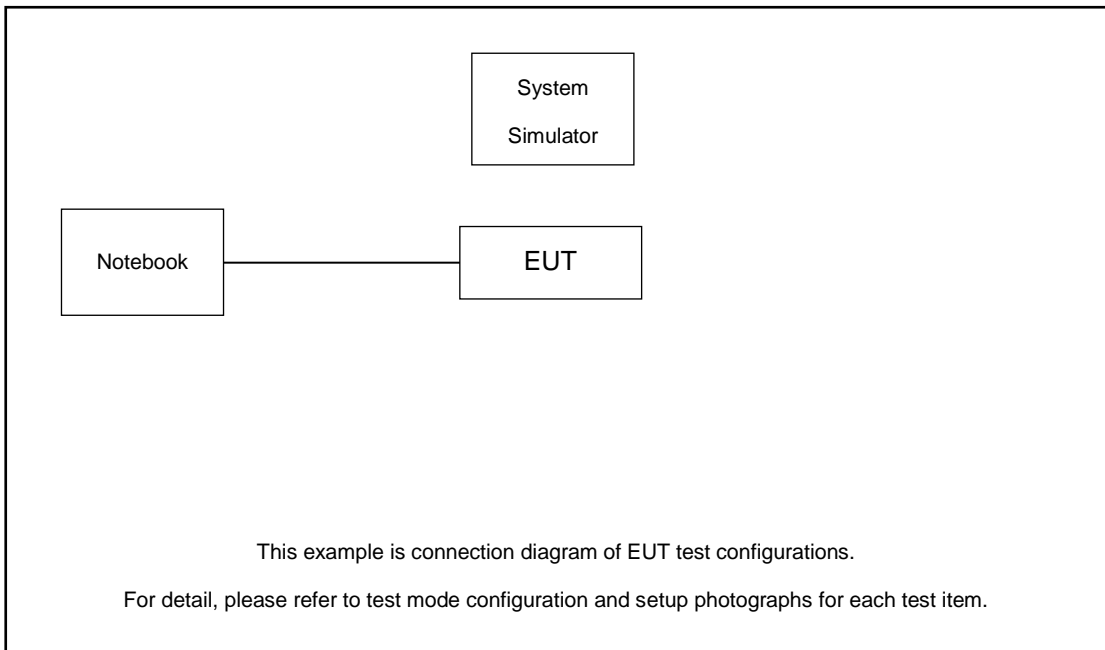 System
Simulator
Notebook
EUT
This example is connection diagram of EUT test configurations.
For detail, please refer to test mode configuration and setup photographs for each test item.